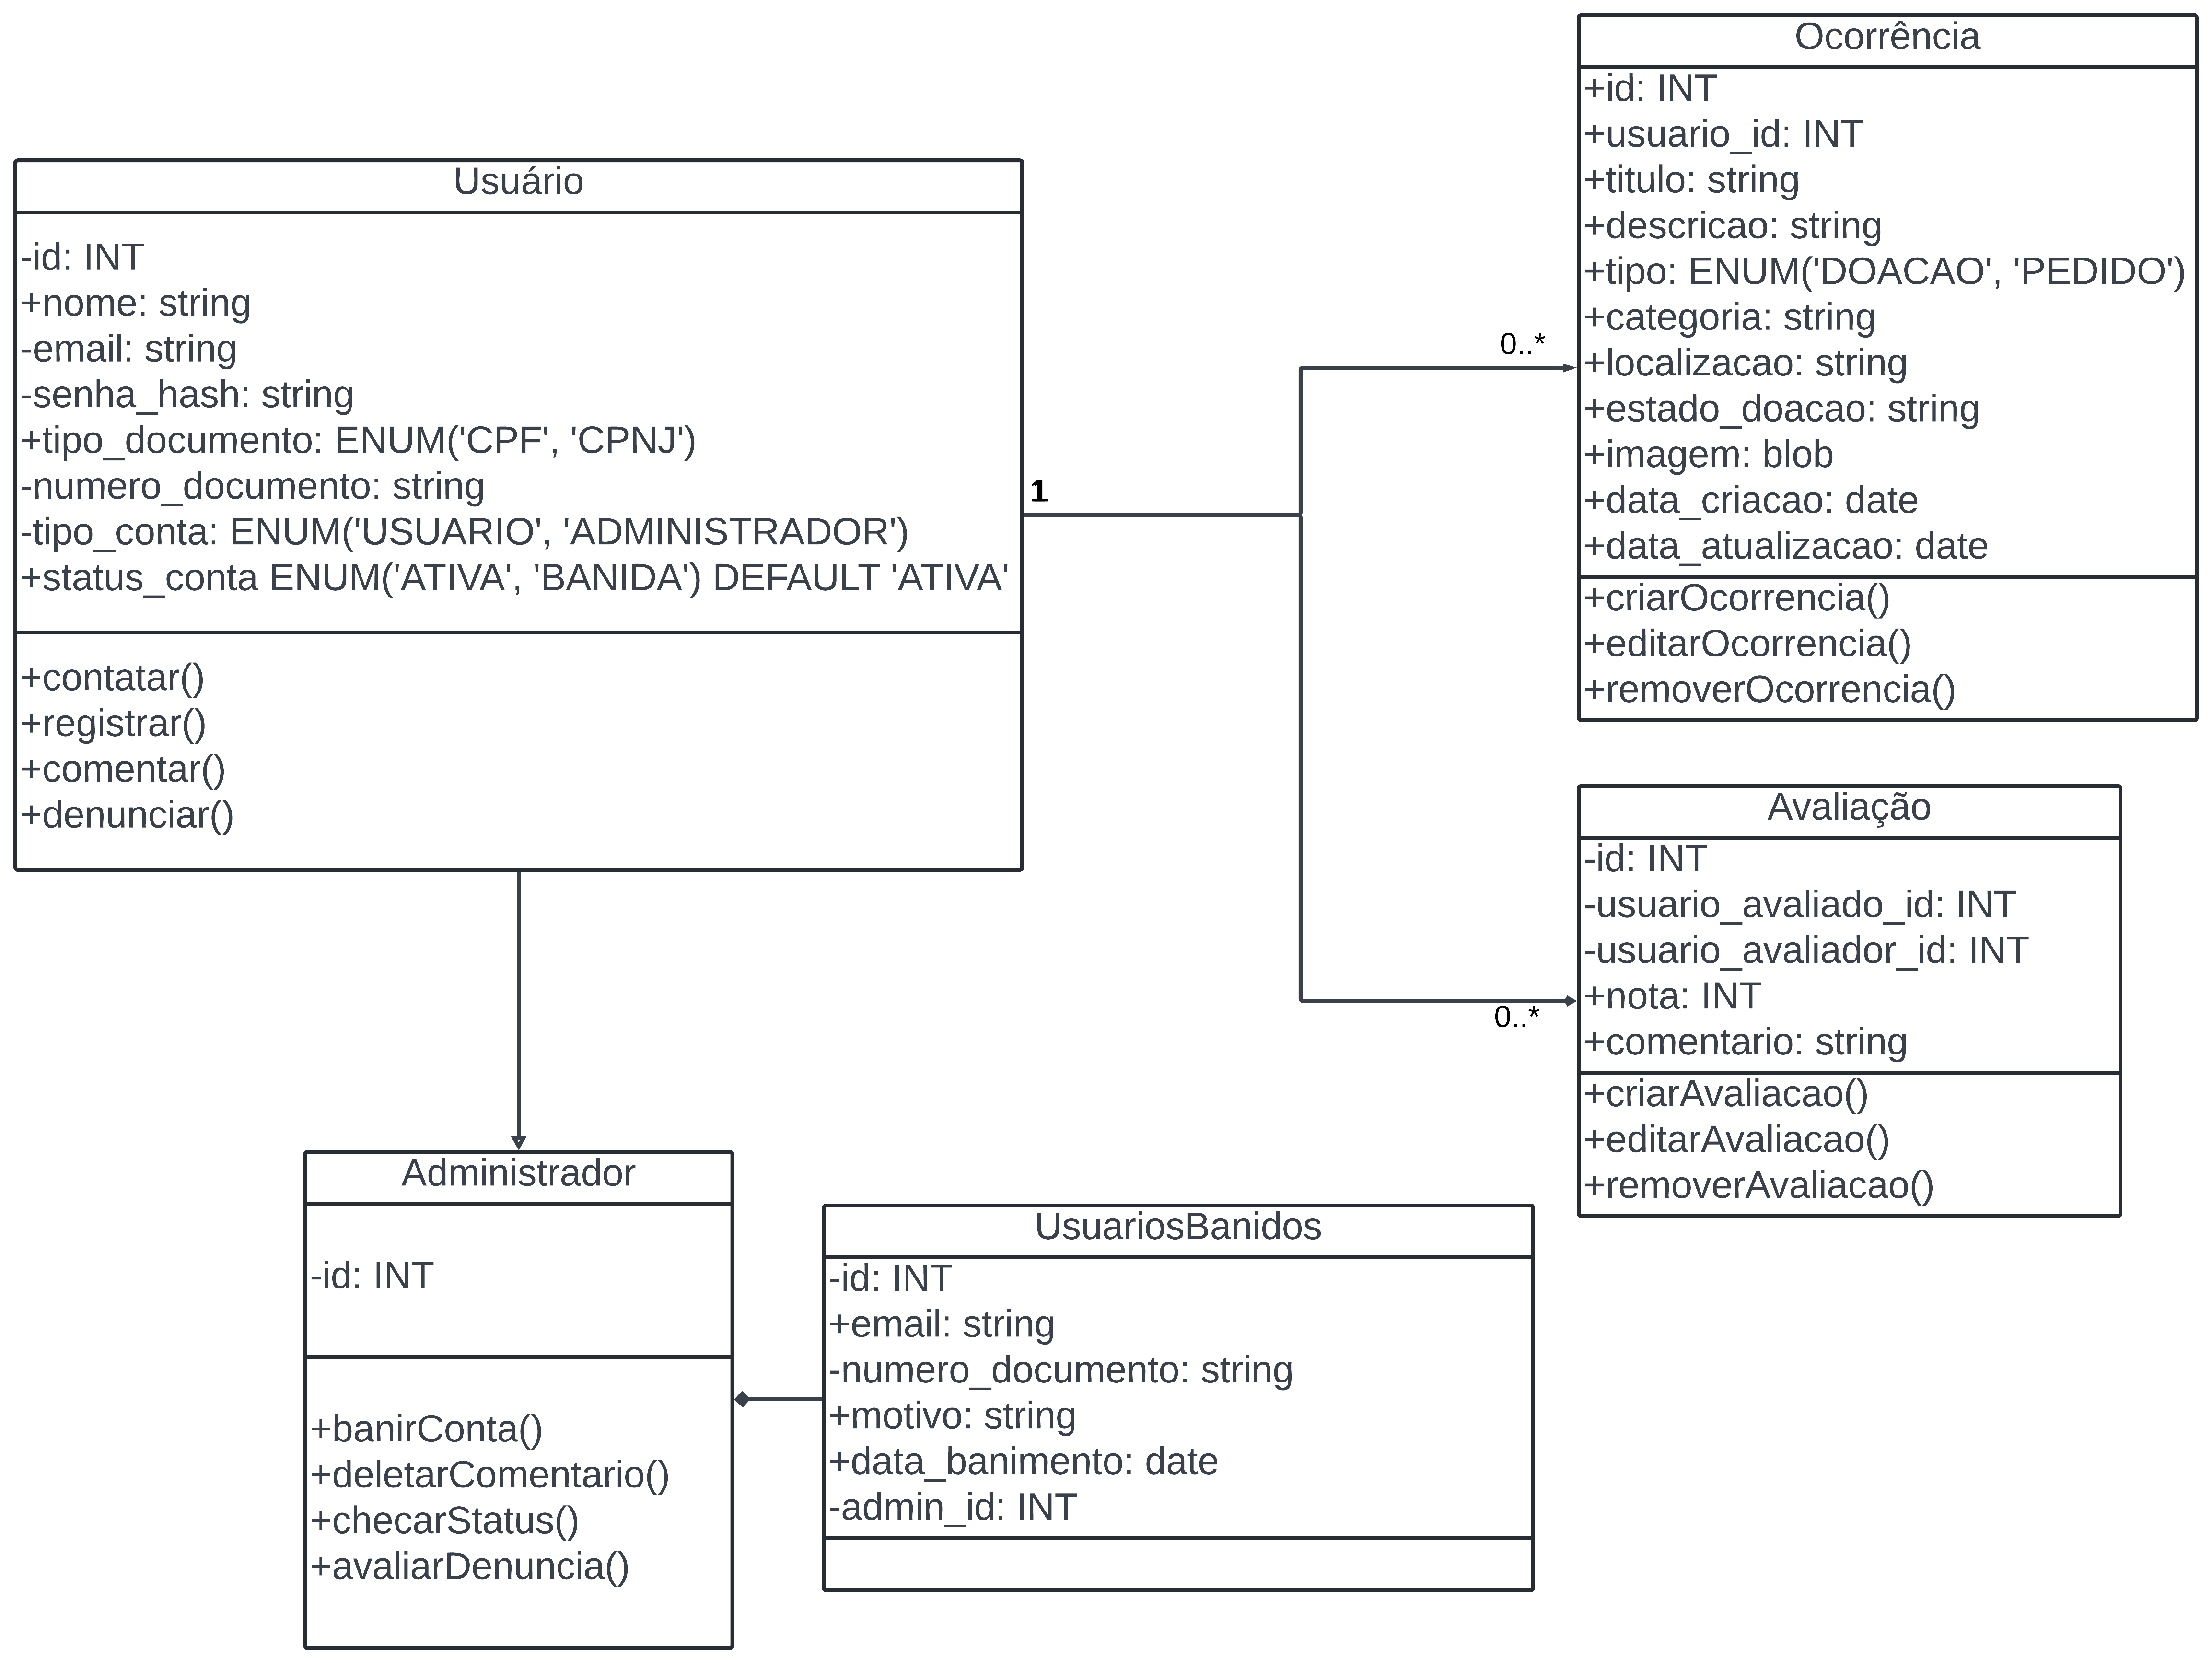 Usuário
-id: INT
+nome: string
-email: string
-senha_hash: string
+tipo_documento: ENUM('CPF', 'CPNJ')
-numero_documento: string
-tipo_conta: ENUM('USUARIO', 'ADMINISTRADOR')
+status_conta ENUM('ATIVA', 'BANIDA') DEFAULT 'ATIVA'
+contatar()
+registrar()
+comentar()
+denunciar()
1
0..*
0..*
Ocorrência
+id: INT
+usuario_id: INT
+titulo: string
+descricao: string
+tipo: ENUM('DOACAO', 'PEDIDO')
+categoria: string
+localizacao: string
+estado_doacao: string
+imagem: blob
+data_criacao: date
+data_atualizacao: date
+criarOcorrencia()
+editarOcorrencia()
+removerOcorrencia()
Avaliação
-id: INT
-usuario_avaliado_id: INT
-usuario_avaliador_id: INT
+nota: INT
+comentario: string
+criarAvaliacao()
+editarAvaliacao()
+removerAvaliacao()
Administrador
-id: INT
+banirConta()
+deletarComentario()
+checarStatus()
+avaliarDenuncia()
UsuariosBanidos
-id: INT
+email: string
-numero_documento: string
+motivo: string
+data_banimento: date
-admin_id: INT